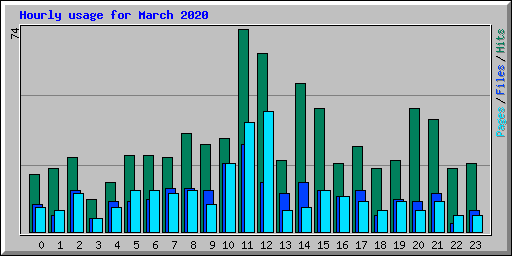 Hourly usage for March 2020
74
Pages / Files / Hits
0 1 2 3 4 5 6 7 8 9 10 11 12 13 14 15 16 17 18 19 20 21 22 23